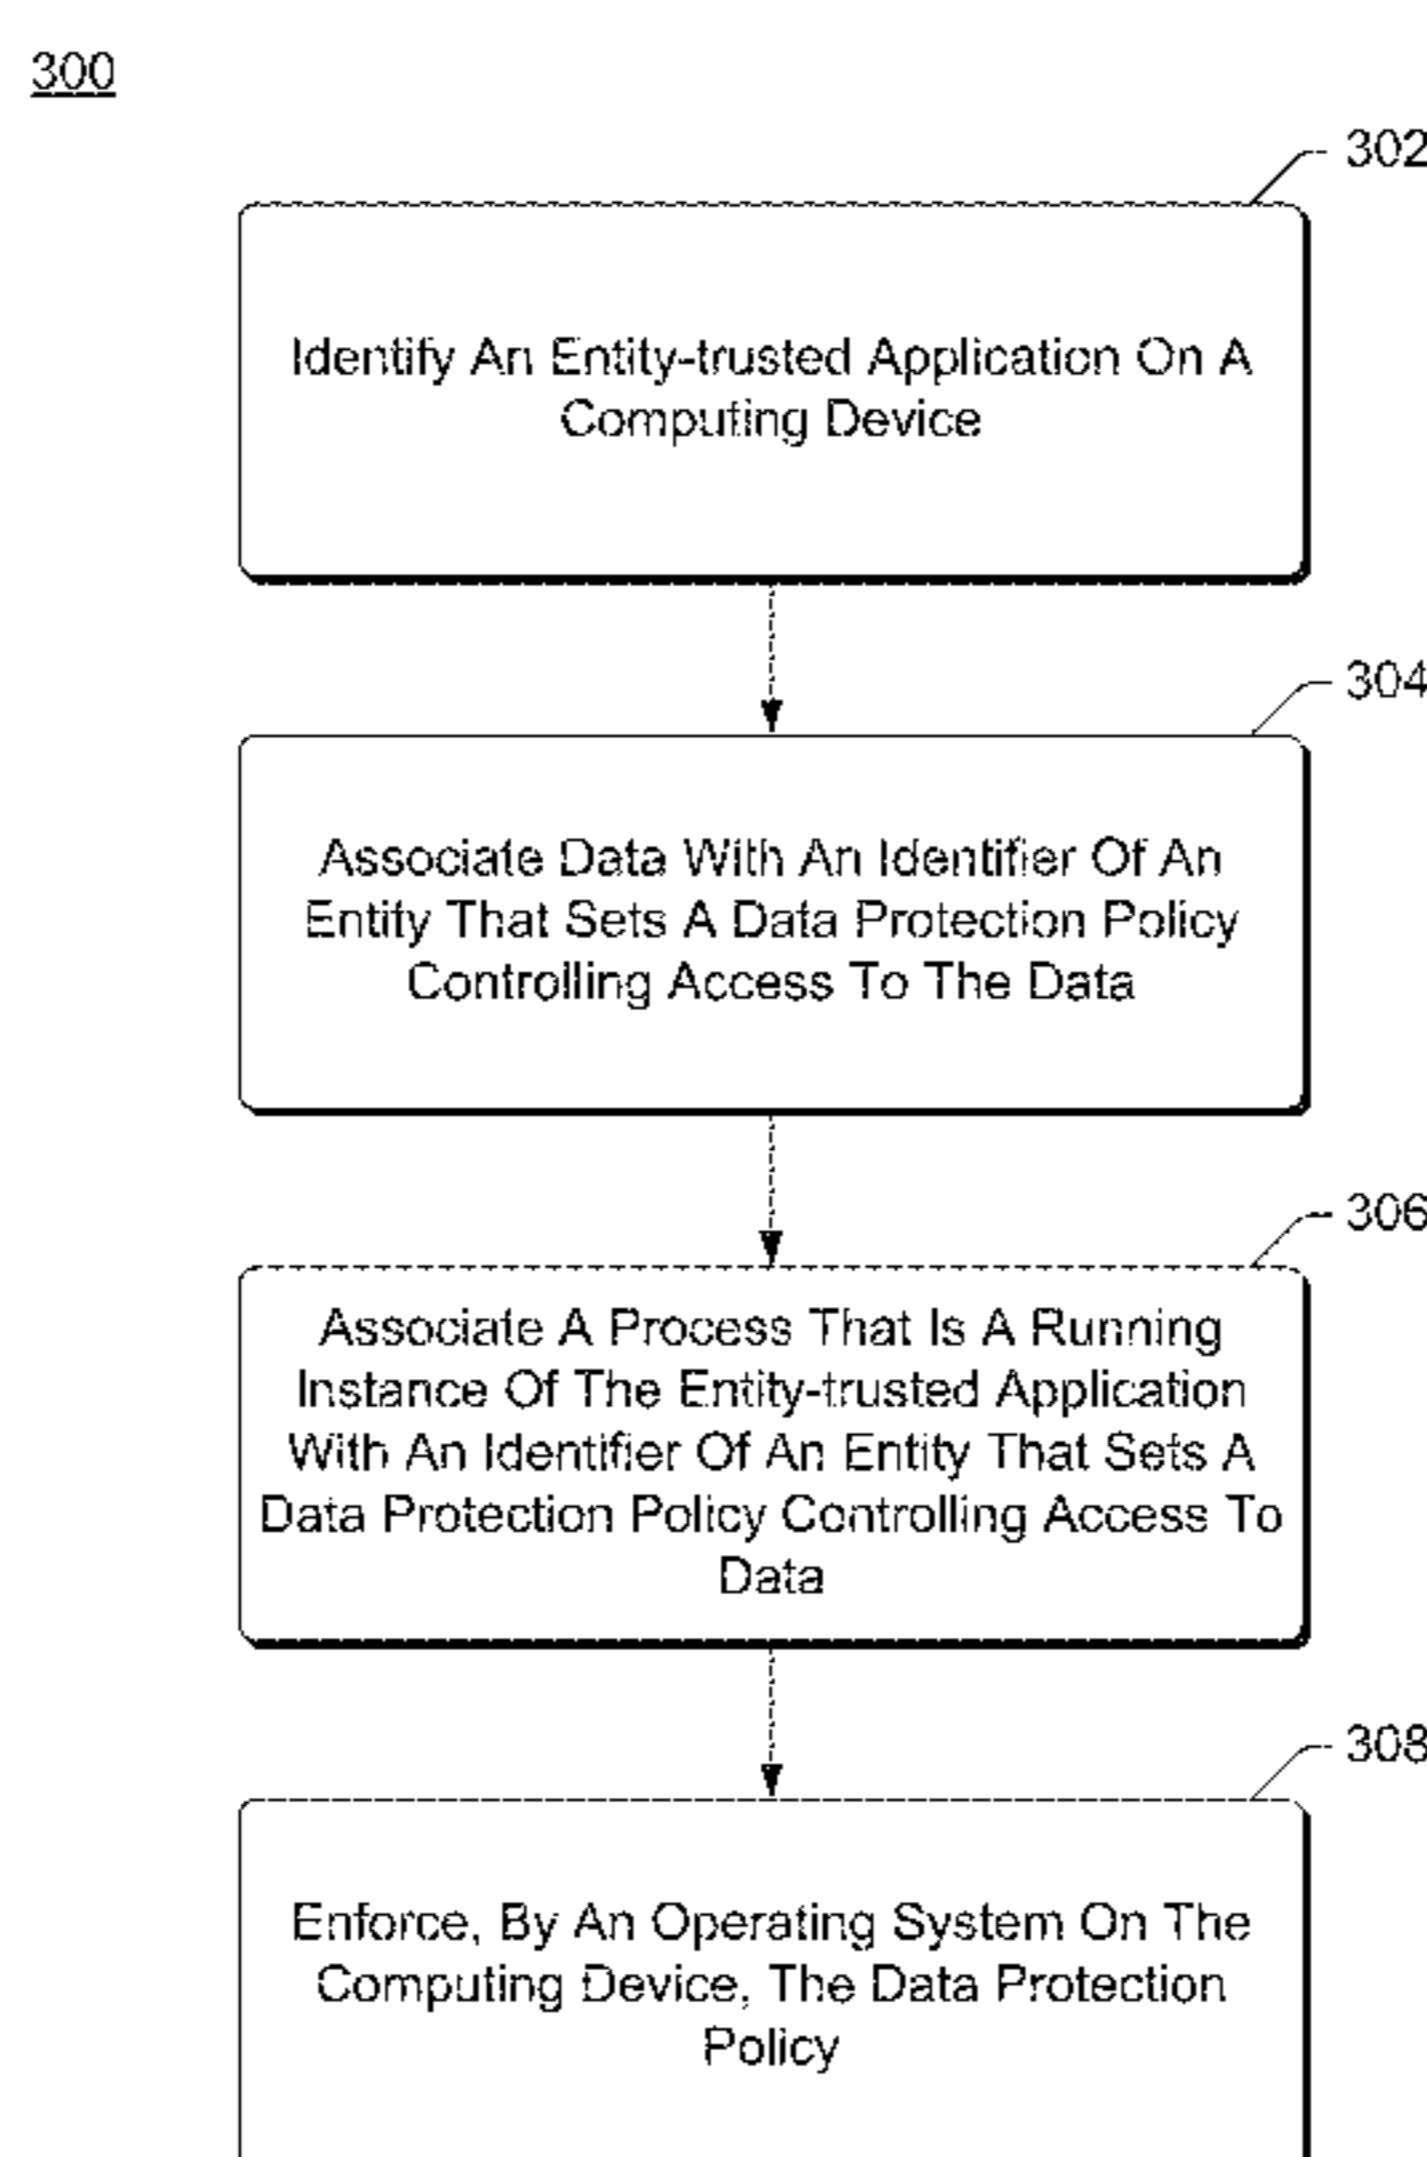 300
302
Identify An Entity-trusted Application On A
Computing Device
304
Associate Data With An Identifier Of An
Entity That Sets A Data Protection Policy
Controlling Access To The Data
306
Associate A Process That Is A Running
Instance Of The Entity-trusted Application
With An Identifier Of An Entity That Sets A
Data Protection Policy Controlling Access To
Data
308
Enforce, By An Operating System On The
Computing Device, The Data Protection
Policy